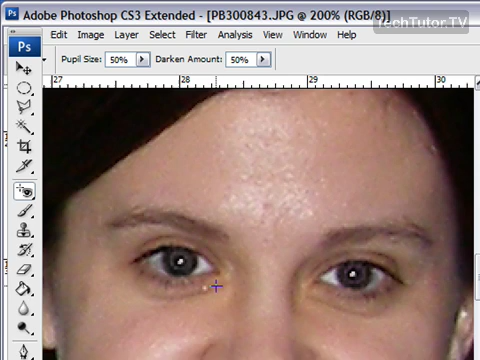 TechTutor.TV
Adobe Photoshop CS3 Extended - [PB300843.JPG @ 200% (RGB/8)]
Ps
File Edit Image Layer Select Filter Analysis View Window Help
Pupil Size: 50% Darken Amount: 50%
27 28 29 30